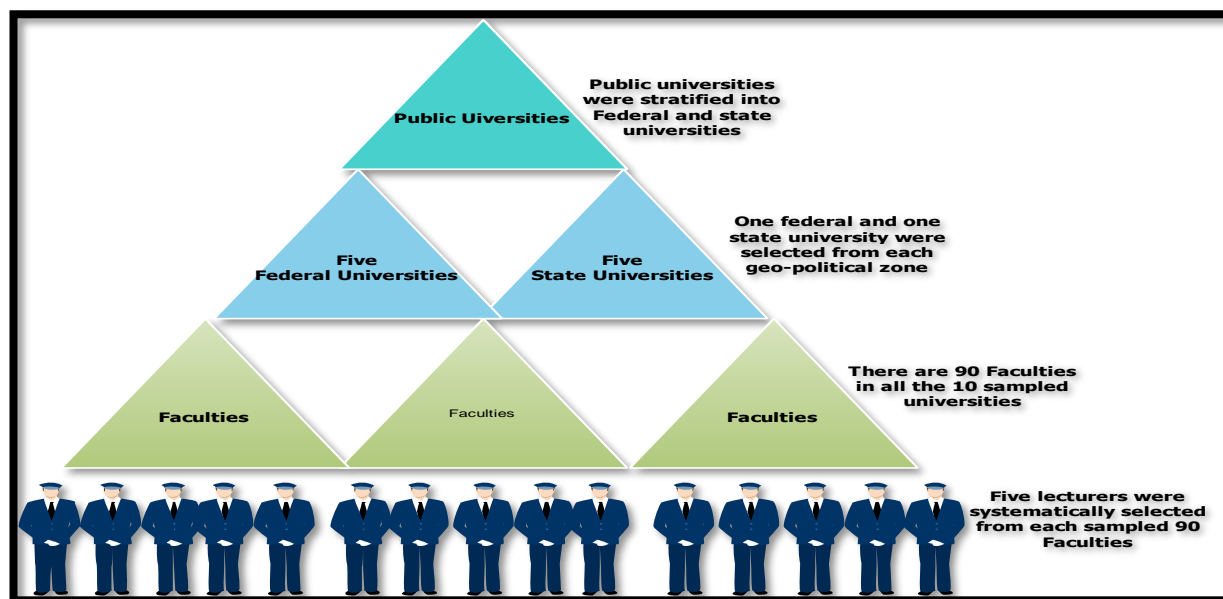 Public Uiversities
Public universities
were stratified into
Federal and state
universities
Five
Federal Universities
Five
State Universities
One federal and one
state university were
selected from each
geo-political zone
Faculties
Faculties
Faculties
There are 90 Faculties
in all the 10 sampled
universities
Five lecturers were
systematically selected
from each sampled 90
Faculties